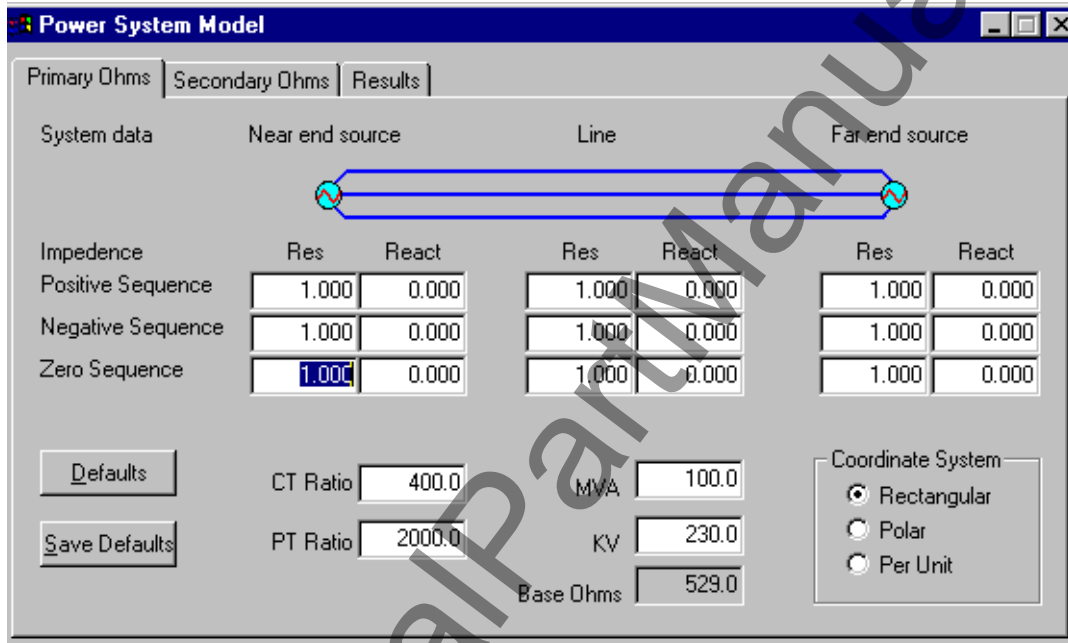 Power System Model
Primary Ohms Secondary Ohms Results
System data Near end source Line Far end source
Impedence Res React Res React Res React
Positive Sequence 1.000 0.000 1.000 0.000 1.000 0.000
Negative Sequence 1.000 0.000 1.000 0.000 1.000 0.000
Zero Sequence 1.000 0.000 1.000 0.000 1.000 0.000
Defaults CT Ratio 400.0 MVA 100.0 Coordinate System
Rectangular
Save Defaults PT Ratio 2000.0 KV 230.0 Polar
Per Unit
Base Ohms 529.0
alPartManua